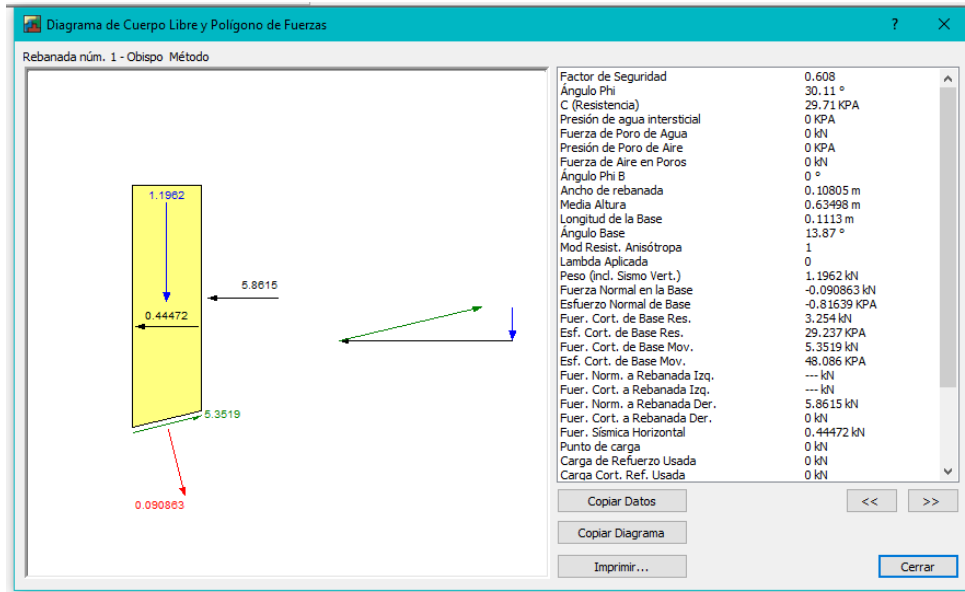 Diagrama de Cuerpo Libre y Polígono de Fuerzas ? ×
Rebanada núm. 1 - Obispo Método
1.1962
5.8615
0.44472
5.3519
0.090863
Factor de Seguridad 0.608
Ángulo Phi 30.11 °
C (Resistencia) 29.71 KPA
Presión de agua intersticial 0 KPA
Fuerza de Poro de Agua 0 kN
Presión de Poro de Aire 0 KPA
Fuerza de Aire en Poros 0 kN
Ángulo Phi B 0 °
Ancho de rebanada 0.10805 m
Media Altura 0.63498 m
Longitud de la Base 0.1113 m
Ángulo Base 13.87 °
Mod Resist. Anisótropa 1
Lambda Aplicada 0
Peso (incl. Sismo Vert.) 1.1962 kN
Fuerza Normal en la Base -0.090863 kN
Esfuerzo Normal de Base -0.81639 KPA
Fuer. Cort. de Base Res. 3.254 kN
Esf. Cort. de Base Res. 29.237 KPA
Fuer. Cort. de Base Mov. 5.3519 kN
Esf. Cort. de Base Mov. 48.086 KPA
Fuer. Norm. a Rebanada Izq. --- kN
Fuer. Cort. a Rebanada Izq. --- kN
Fuer. Norm. a Rebanada Der. 5.8615 kN
Fuer. Cort. a Rebanada Der. 0 kN
Fuer. Sísmica Horizontal 0.44472 kN
Punto de carga 0 kN
Carga de Refuerzo Usada 0 kN
Carga Cort. Ref. Usada 0 kN
Copiar Datos << >>
Copiar Diagrama
Imprimir... Cerrar